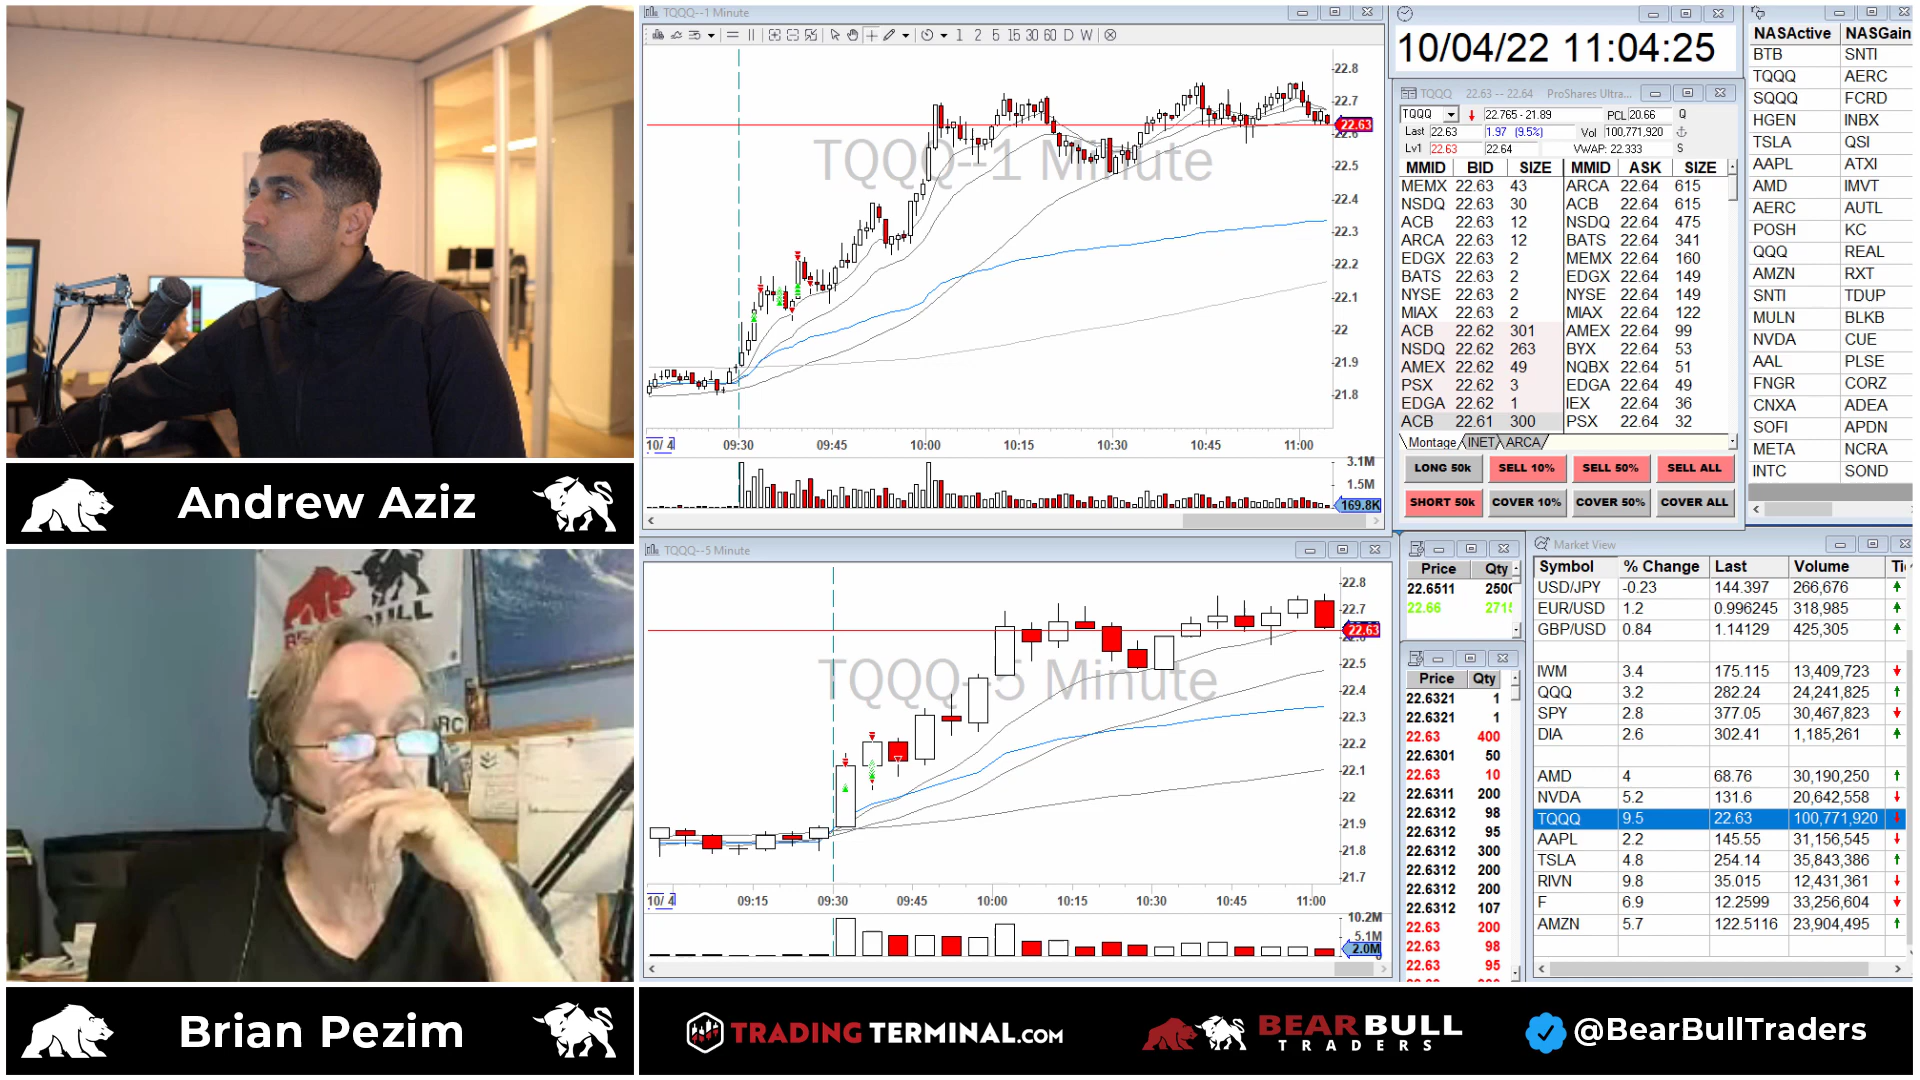 Andrew Aziz
Brian Pezim
TQQQ--1 Minute
1 2 5 15 30 60 D W
TQQQ--1 Minute
22.8
22.7
22.63
22.5
22.4
22.3
22.2
22.1
22
21.9
21.8
10/ 4 09:30 09:45 10:00 10:15 10:30 10:45 11:00
3.1M
1.5M
169.8K
TQQQ--5 Minute
TQQQ--5 Minute
22.8
22.7
22.63
22.5
22.4
22.3
22.2
22.1
22
21.9
21.8
21.7
10/ 4 09:15 09:30 09:45 10:00 10:15 10:30 10:45 11:00
10.2M
5.1M
2.0M
10/04/22 11:04:25
TQQQ 22.63 -- 22.64 ProShares Ultra...
TQQQ 22.765 - 21.89 PCL 20.66 Q
Last 22.63 1.97 (9.5%) Vol 100,771,920
Lv1 22.63 22.64 VWAP: 22.333 S
MMID BID SIZE MMID ASK SIZE
MEMX 22.63 43 ARCA 22.64 615
NSDQ 22.63 30 ACB 22.64 615
ACB 22.63 12 NSDQ 22.64 475
ARCA 22.63 12 BATS 22.64 341
EDGX 22.63 2 MEMX 22.64 160
BATS 22.63 2 EDGX 22.64 149
NYSE 22.63 2 NYSE 22.64 149
MIAX 22.63 2 MIAX 22.64 122
ACB 22.62 301 AMEX 22.64 99
NSDQ 22.62 263 BYX 22.64 53
AMEX 22.62 49 NQBX 22.64 51
PSX 22.62 3 EDGA 22.64 49
EDGA 22.62 1 IEX 22.64 36
ACB 22.61 300 PSX 22.64 32
Montage INET ARCA
LONG 50k SELL 10% SELL 50% SELL ALL
SHORT 50k COVER 10% COVER 50% COVER ALL
NASActive NASGain
BTB SNTI
TQQQ AERC
SQQQ FCRD
HGEN INBX
TSLA QSI
AAPL ATXI
AMD IMVT
AERC AUTL
POSH KC
QQQ REAL
AMZN RXT
SNTI TDUP
MULN BLKB
NVDA CUE
AAL PLSE
FNGR CORZ
CNXA ADEA
SOFI APDN
META NCRA
INTC SOND
Price Qty
22.6511 2500
22.66 2715
Price Qty
22.6321 1
22.6321 1
22.63 400
22.6301 50
22.63 10
22.6311 200
22.6312 98
22.6312 95
22.6312 300
22.6312 200
22.6312 200
22.6312 107
22.63 200
22.63 98
22.63 95
Market View
Symbol % Change Last Volume Ti
USD/JPY -0.23 144.397 266,676
EUR/USD 1.2 0.996245 318,985
GBP/USD 0.84 1.14129 425,305
IWM 3.4 175.115 13,409,723
QQQ 3.2 282.24 24,241,825
SPY 2.8 377.05 30,467,823
DIA 2.6 302.41 1,185,261
AMD 4 68.76 30,190,250
NVDA 5.2 131.6 20,642,558
TQQQ 9.5 22.63 100,771,920
AAPL 2.2 145.55 31,156,545
TSLA 4.8 254.14 35,843,386
RIVN 9.8 35.015 12,431,361
F 6.9 12.2599 33,256,604
AMZN 5.7 122.5116 23,904,495
TRADING TERMINAL.COM
BEAR BULL
TRADERS
@BearBullTraders